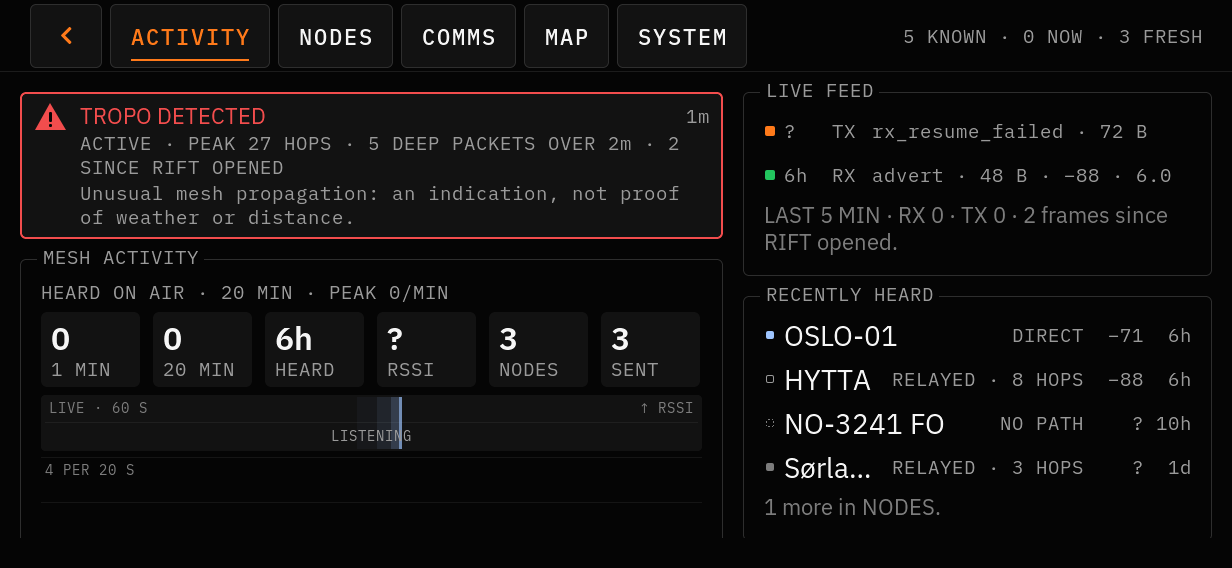 ACTIVITY NODES COMMS MAP SYSTEM 5 KNOWN · 0 NOW · 3 FRESH
TROPO DETECTED 1m
ACTIVE · PEAK 27 HOPS · 5 DEEP PACKETS OVER 2m · 2
SINCE RIFT OPENED
Unusual mesh propagation: an indication, not proof
of weather or distance.
MESH ACTIVITY
HEARD ON AIR · 20 MIN · PEAK 0/MIN
0 0 6h ? 3 3
1 MIN 20 MIN HEARD RSSI NODES SENT
LIVE · 60 S ↑ RSSI
LISTENING
4 PER 20 S
LIVE FEED
? TX rx_resume_failed · 72 B
6h RX advert · 48 B · −88 · 6.0
LAST 5 MIN · RX 0 · TX 0 · 2 frames since
RIFT opened.
RECENTLY HEARD
OSLO-01 DIRECT −71 6h
HYTTA RELAYED · 8 HOPS −88 6h
NO-3241 FO NO PATH ? 10h
Sørla... RELAYED · 3 HOPS ? 1d
1 more in NODES.